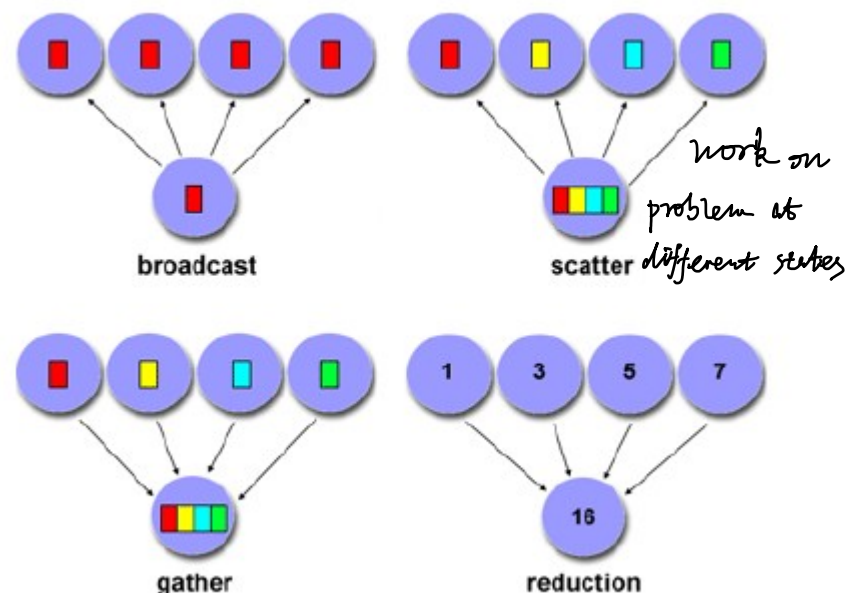 broadcast
work on
problem at
scatter different states
1 3 5 7
16
gather
reduction